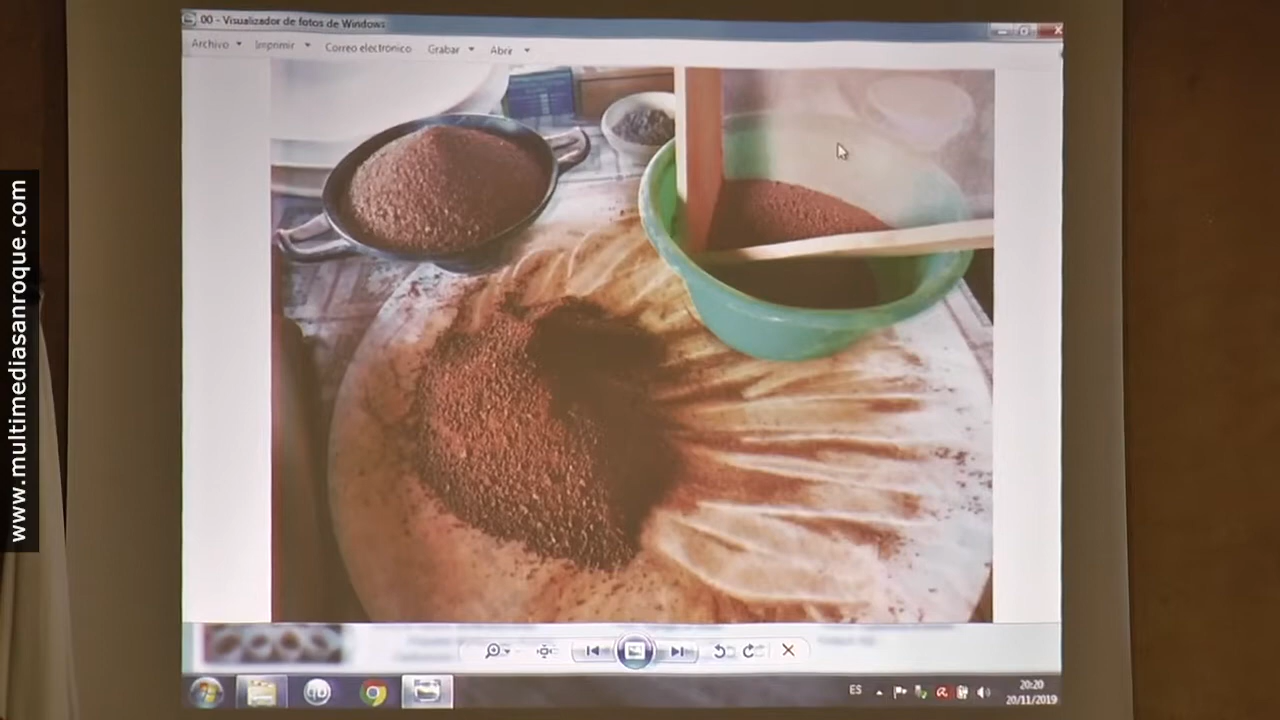 00 - Visualizador de fotos de Windows
Archivo Imprimir Correo electrónico Grabar Abrir
www.multimediasanroque.com
ES
20:20
20/11/2019